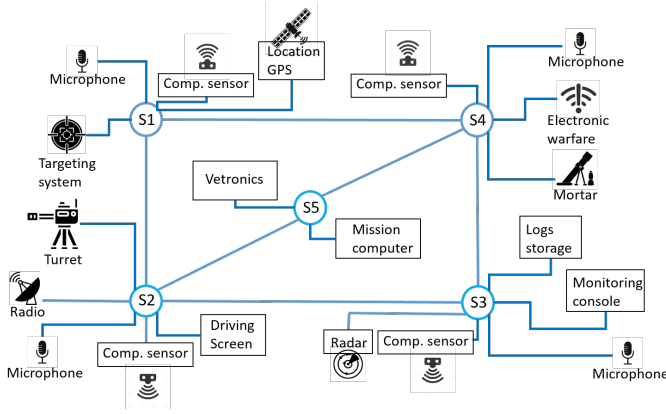 Location
GPS
Microphone
Comp. sensor
Comp. sensor
Microphone
S1
S4
Electronic
warfare
Targeting
system
Vetronics
Mortar
S5
Mission
computer
Logs
storage
Turret
Monitoring
console
S2
S3
Radio
Driving
Screen
Radar
Comp. sensor
Comp. sensor
Microphone
Microphone